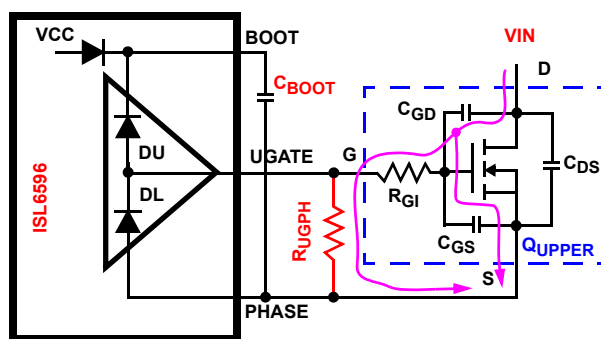 VCC
BOOT
VIN
D
CBOOT
CGD
DU
UGATE
G
CDS
DL
RGI
ISL6596
RUGPH
CGS
QUPPER
S
PHASE